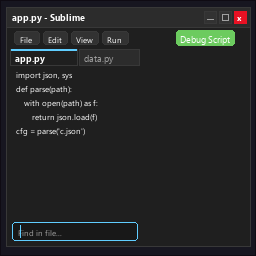 app.py - Sublime
File Edit View Run Debug Script
app.py data.py
import json, sys
def parse(path):
with open(path) as f:
return json.load(f)
cfg = parse('c.json')
Find in file...